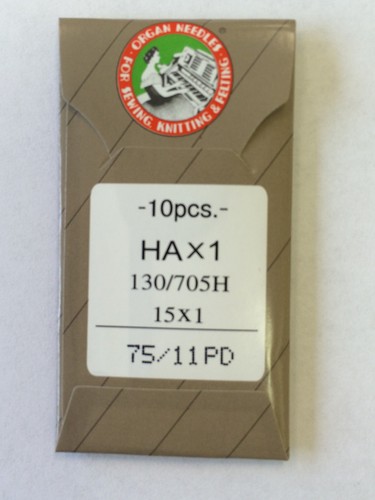 ·ORGAN NEEDLES·
FOR SEWING, KNITTING & FELTING
-10pcs.-
HA×1
130/705H
15x1
75/11PD